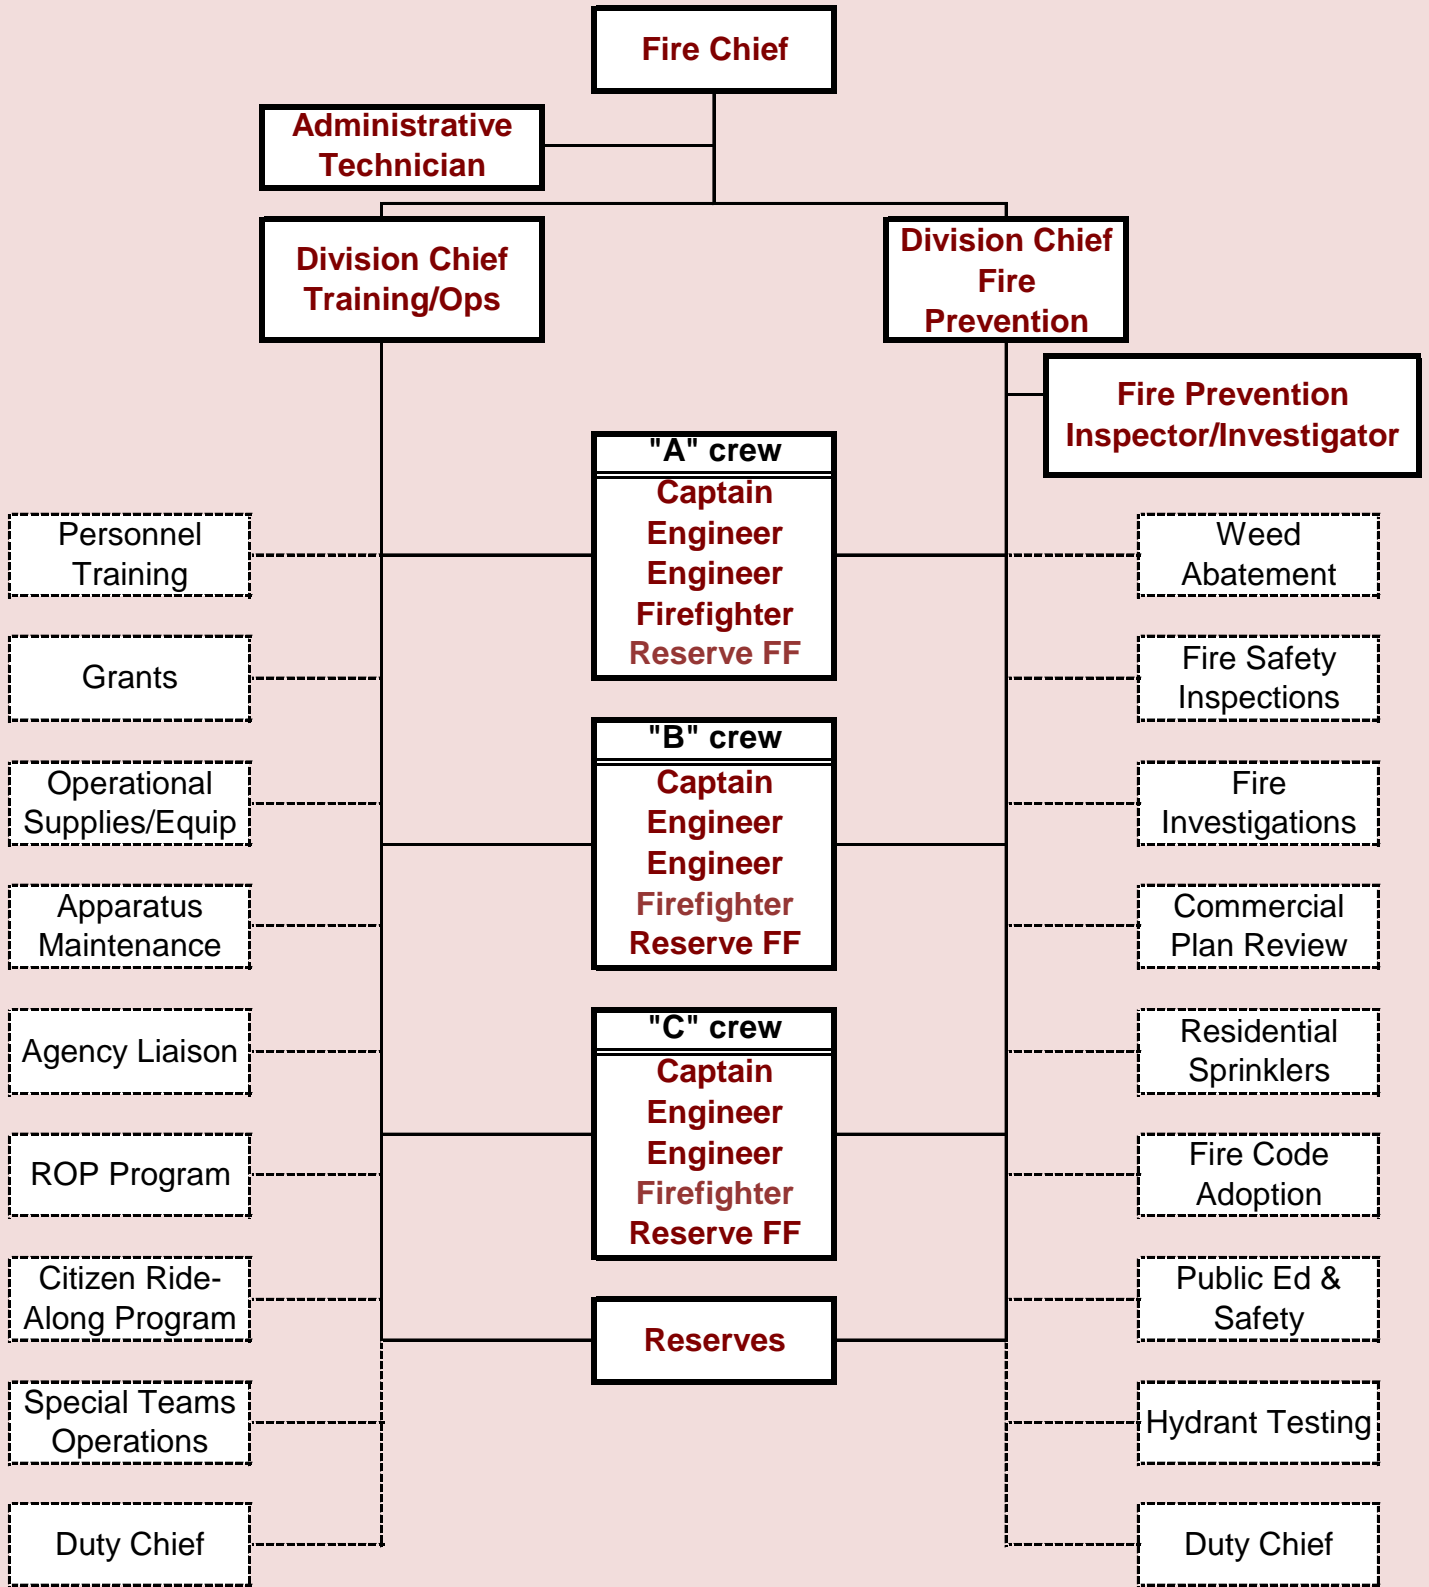 Fire Chief
Administrative
Technician
Division Chief
Training/Ops
Division Chief
Fire
Prevention
Fire Prevention
Inspector/Investigator
"A" crew
Captain
Engineer
Engineer
Firefighter
Reserve FF
"B" crew
Captain
Engineer
Engineer
Firefighter
Reserve FF
"C" crew
Captain
Engineer
Engineer
Firefighter
Reserve FF
Reserves
Personnel
Training
Grants
Operational
Supplies/Equip
Apparatus
Maintenance
Agency Liaison
ROP Program
Citizen Ride-
Along Program
Special Teams
Operations
Duty Chief
Weed
Abatement
Fire Safety
Inspections
Fire
Investigations
Commercial
Plan Review
Residential
Sprinklers
Fire Code
Adoption
Public Ed &
Safety
Hydrant Testing
Duty Chief